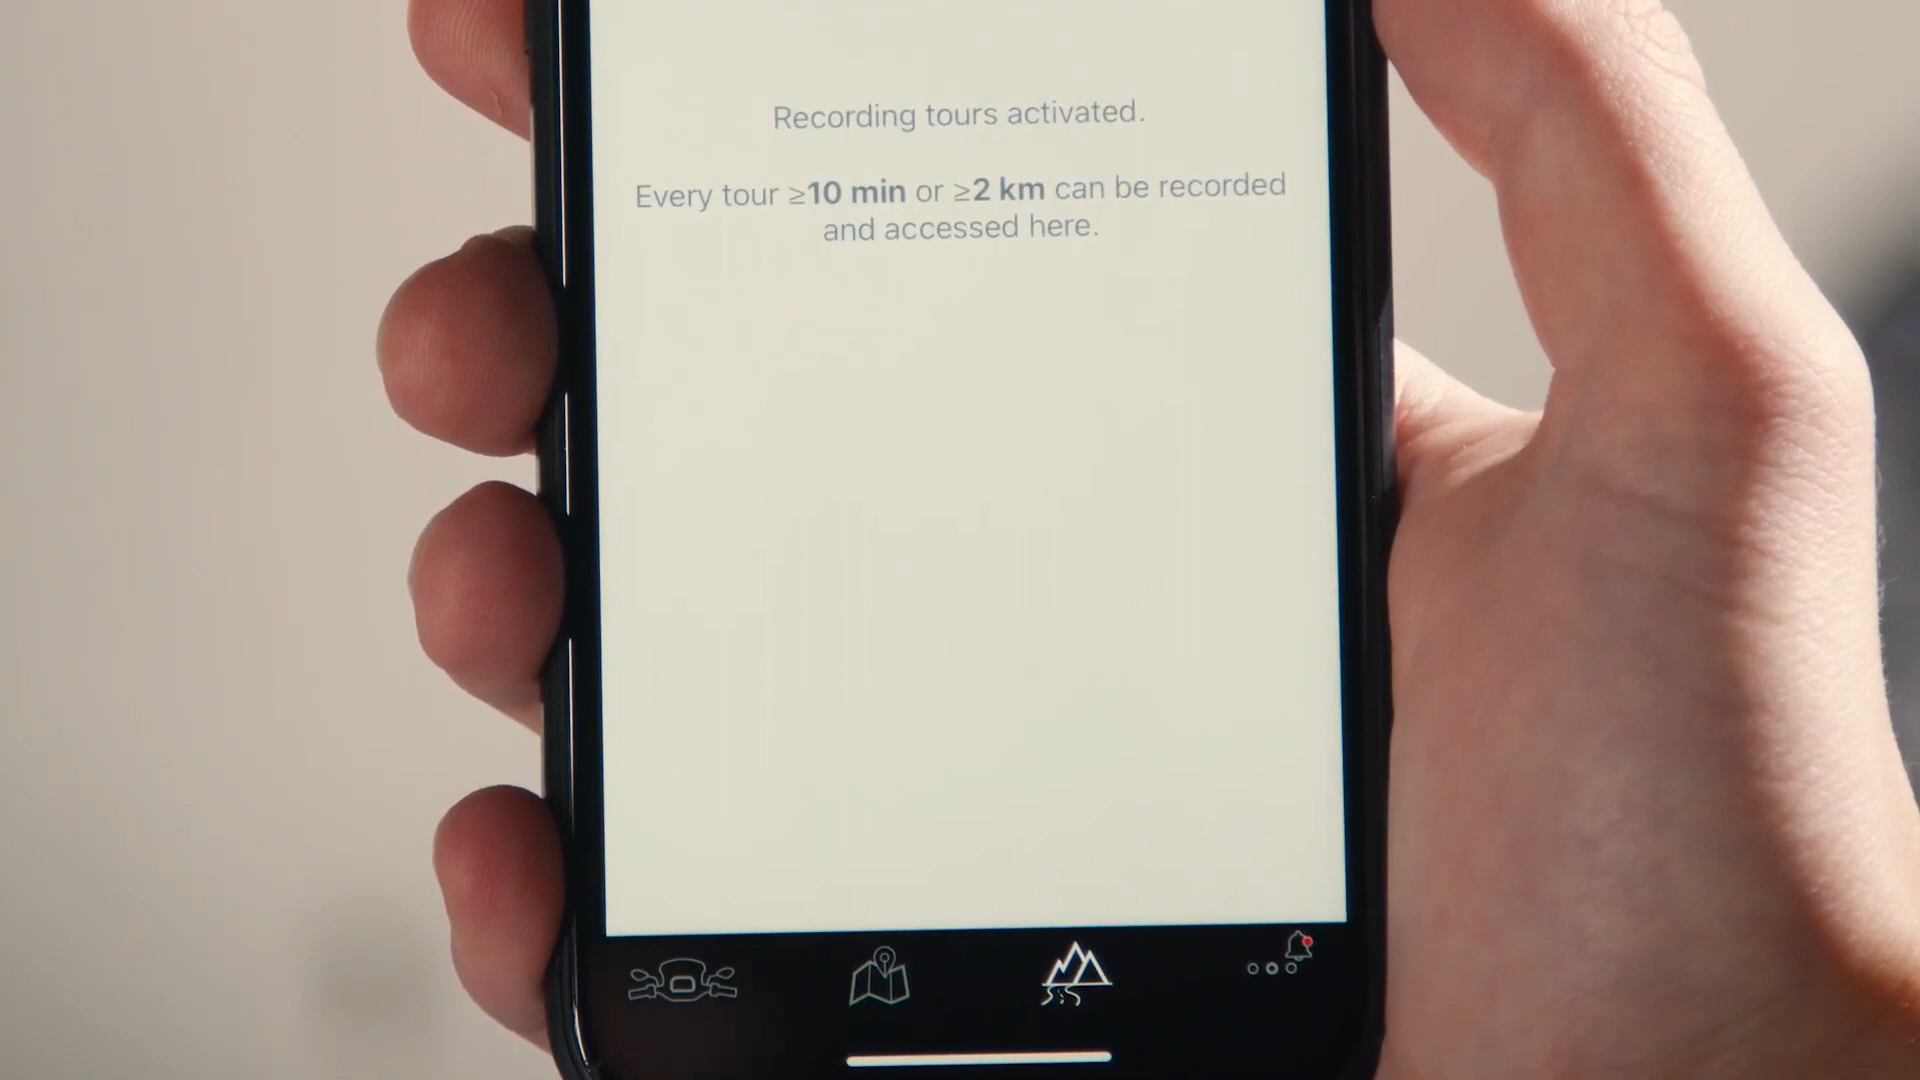 Recording tours activated.
Every tour ≥10 min or ≥2 km can be recorded
and accessed here.